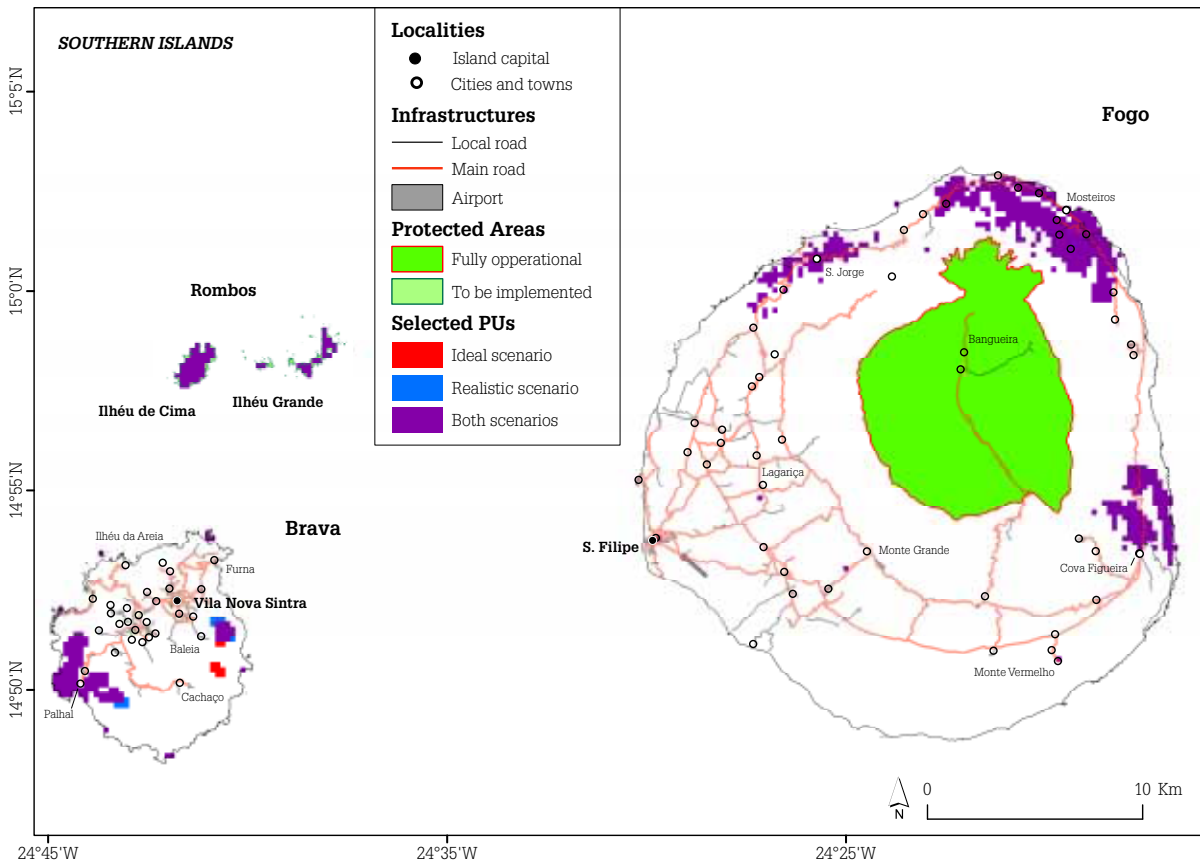 SOUTHERN ISLANDS
Localities
Island capital
Cities and towns
Infrastructures
Local road
Main road
Airport
Protected Areas
Fully opperational
To be implemented
Selected PUs
Ideal scenario
Realistic scenario
Both scenarios
Fogo
Mosteiros
S. Jorge
Bangueira
Lagariça
S. Filipe
Monte Grande
Cova Figueira
Monte Vermelho
Rombos
Ilhéu de Cima
Ilhéu Grande
Brava
Ilhéu da Areia
Furna
Vila Nova Sintra
Baleia
Cachaço
Palhal
15°5'N
15°0'N
14°55'N
14°50'N
24°45'W
24°35'W
24°25'W
N
0
10 Km